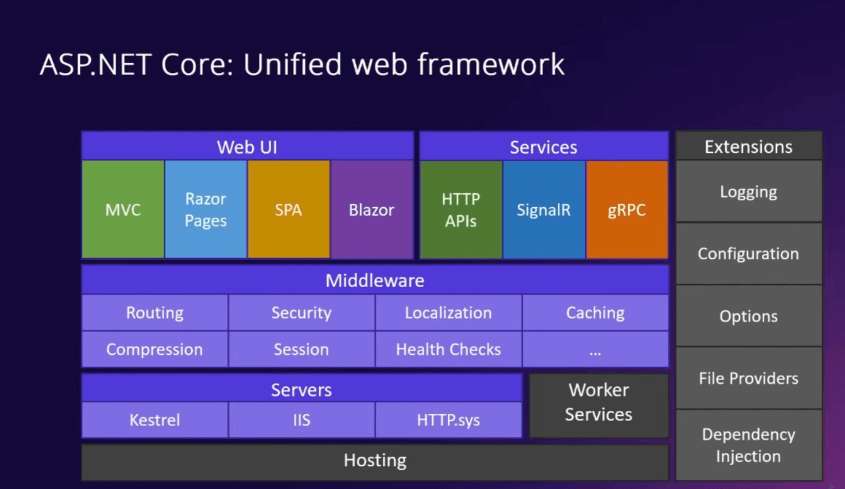 ASP.NET Core: Unified web framework
Web UI
MVC
Razor
Pages
SPA
Blazor
Services
HTTP
APIs
SignalR
gRPC
Middleware
Routing
Security
Localization
Caching
Compression
Session
Health Checks
...
Servers
Kestrel
IIS
HTTP.sys
Worker
Services
Hosting
Extensions
Logging
Configuration
Options
File Providers
Dependency
Injection